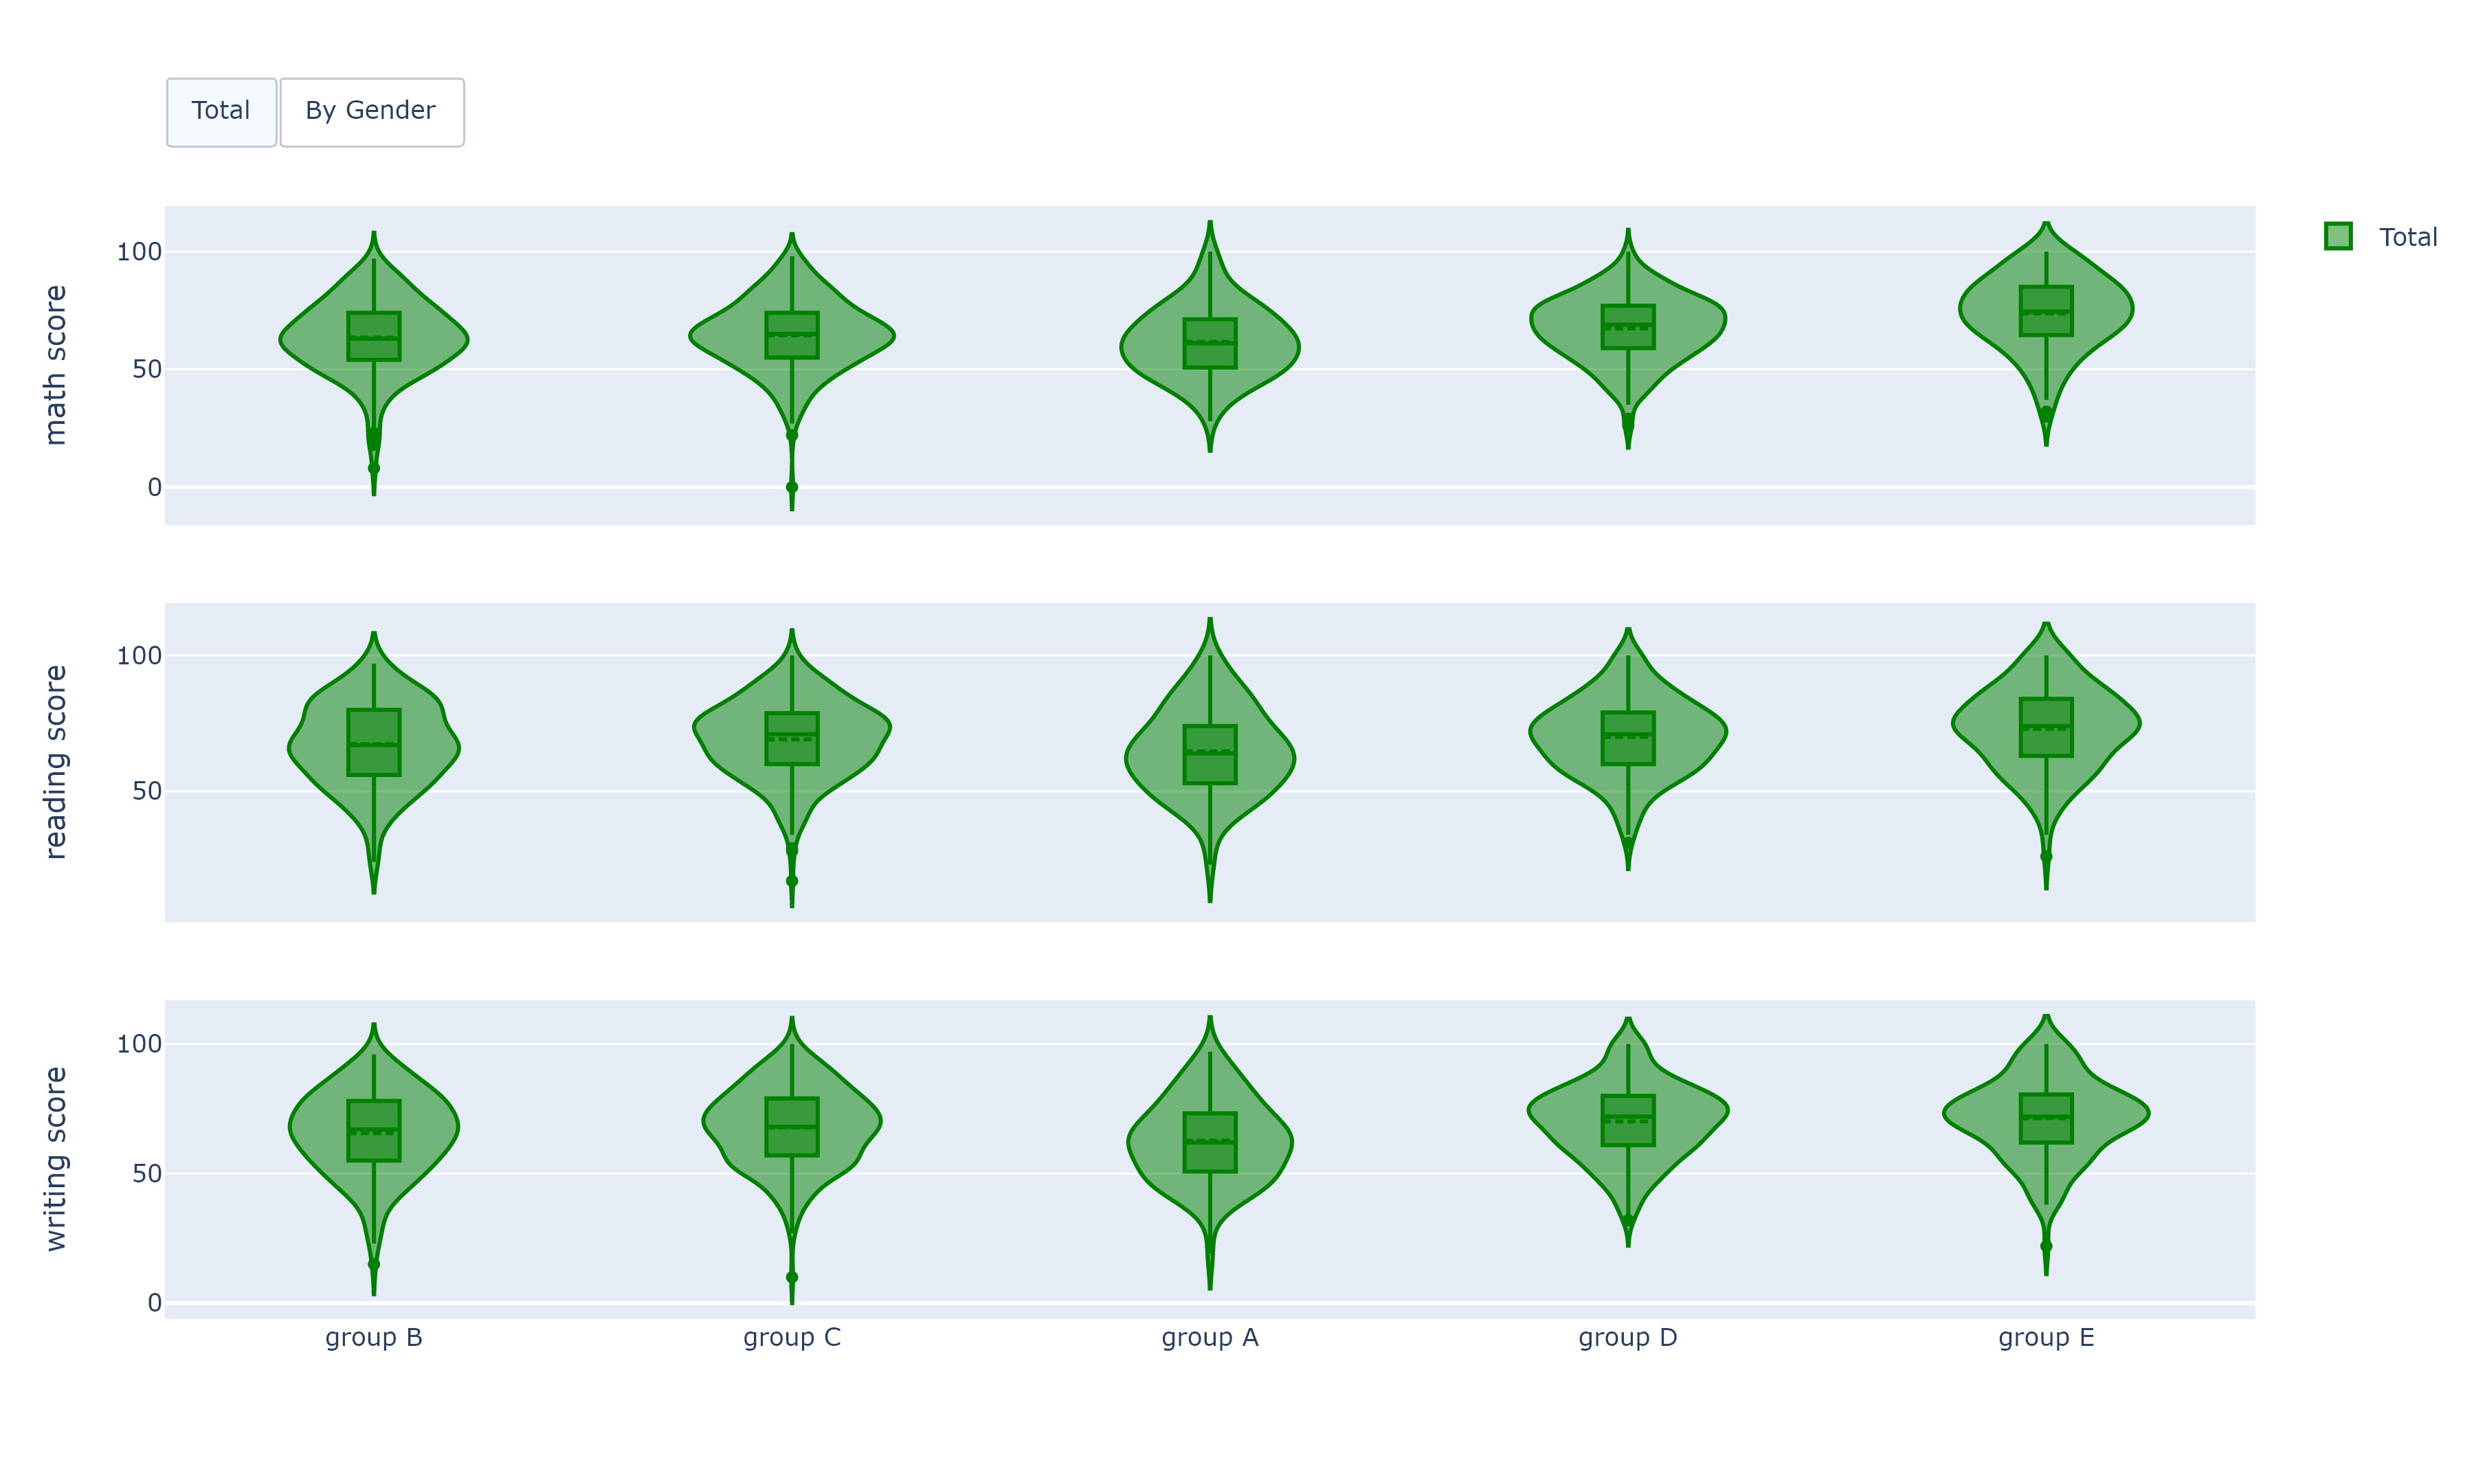 Total
By Gender
math score
100
50
0
Total
reading score
100
50
writing score
100
50
0
group B
group C
group A
group D
group E